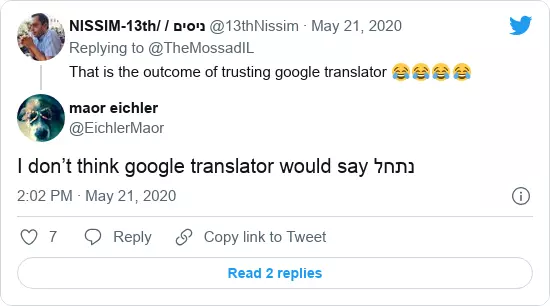 NISSIM-13th/ / ניסים @13thNissim · May 21, 2020
Replying to @TheMossadIL
That is the outcome of trusting google translator 😂😂😂😂
maor eichler
@EichlerMaor
I don’t think google translator would say נתחל
2:02 PM · May 21, 2020
7 Reply Copy link to Tweet
Read 2 replies